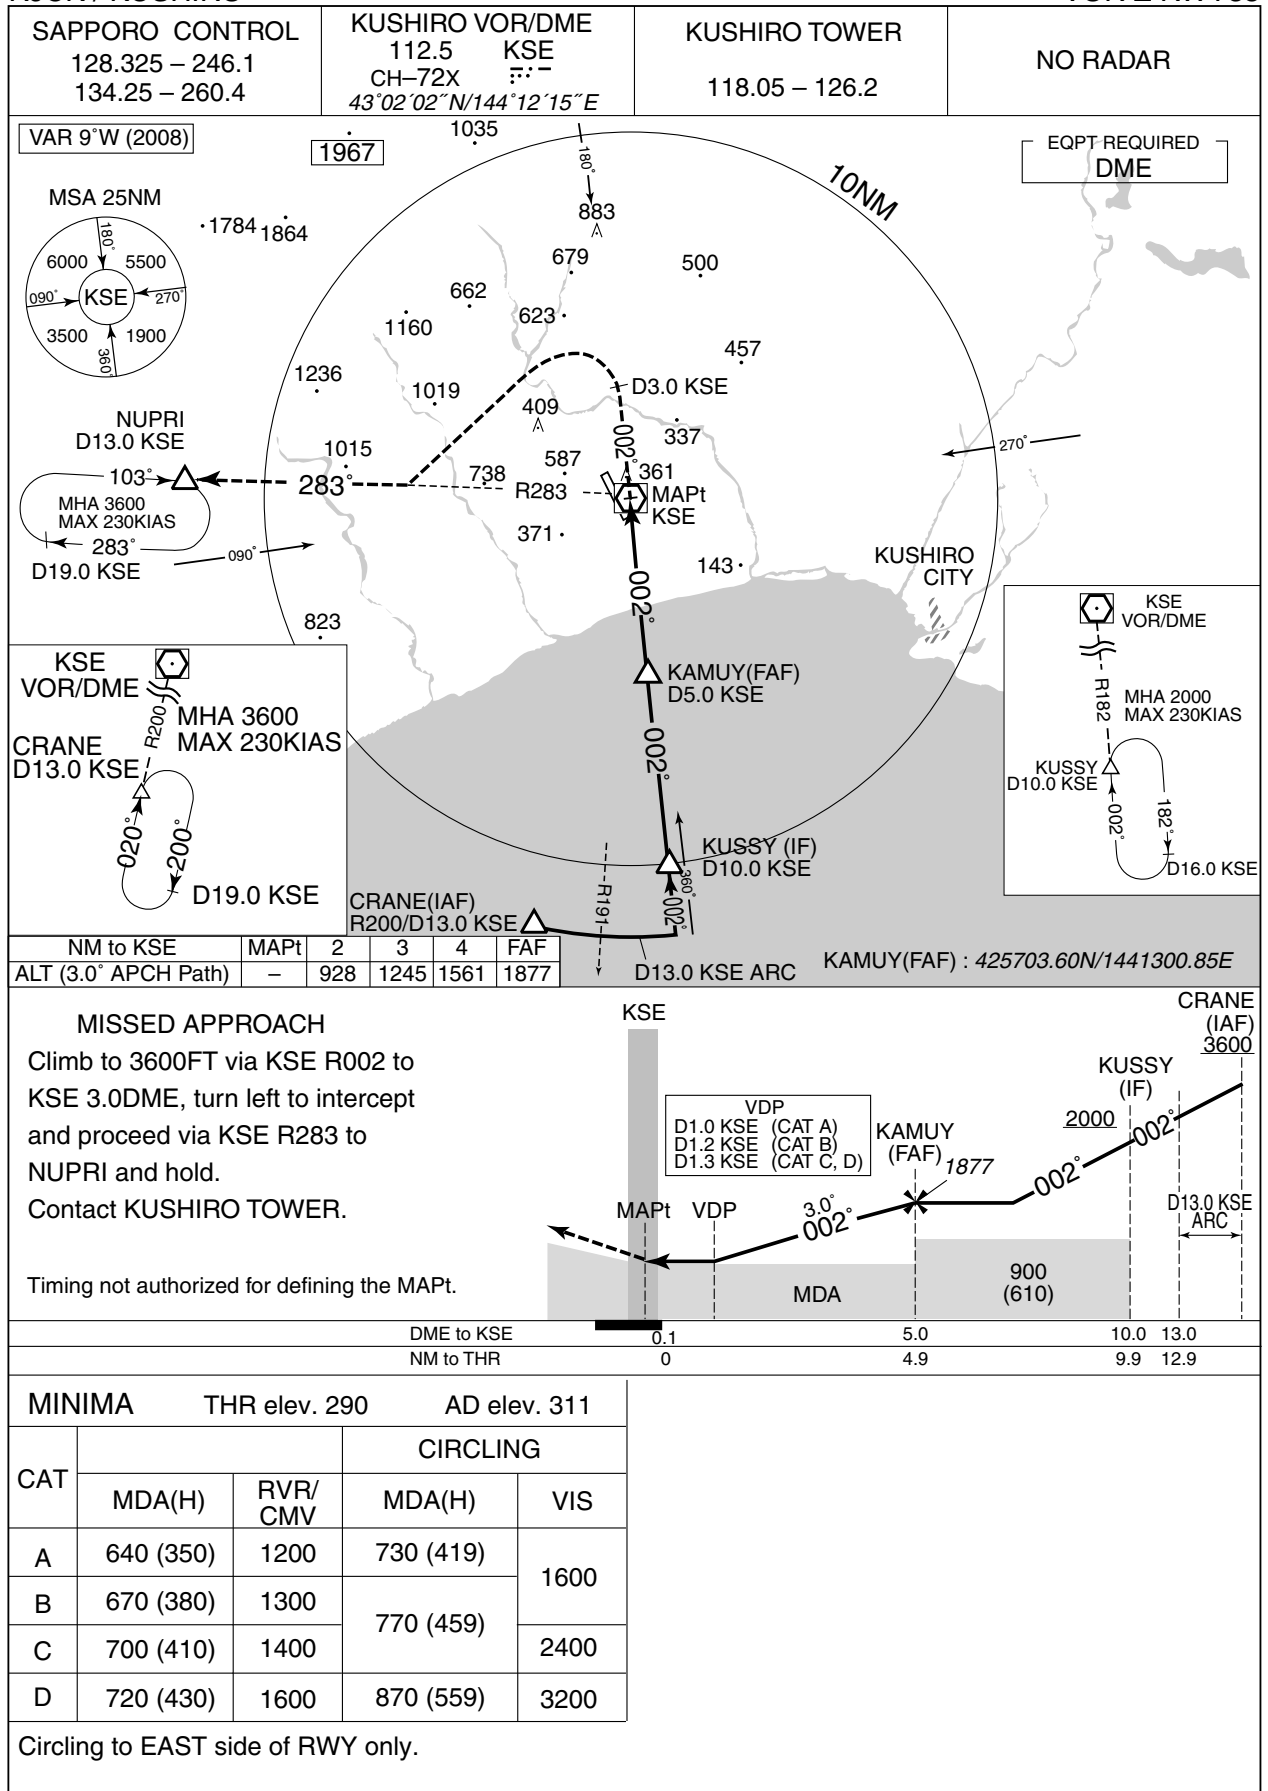 SAPPORO CONTROL
128.325 – 246.1
134.25 – 260.4
KUSHIRO VOR/DME
112.5 KSE
CH–72X
43°02´02˝N/144°12´15˝E
KUSHIRO TOWER
118.05 – 126.2
NO RADAR
VAR 9°W (2008)
1967
1035
180°
10NM
EQPT REQUIRED
DME
MSA 25NM
180°
6000 5500
090° KSE 270°
3500 1900
360°
1784
1864
883
679
500
662
623
1160
457
1236
1019
D3.0 KSE
409
337
002°
NUPRI
D13.0 KSE
1015
270°
103°
283°
738
587
R283
361
MAPt
KSE
MHA 3600
MAX 230KIAS
283°
D19.0 KSE
090°
371
143
KUSHIRO
CITY
002°
823
KSE
VOR/DME
R200
MHA 3600
MAX 230KIAS
CRANE
D13.0 KSE
020°
200°
D19.0 KSE
KAMUY(FAF)
D5.0 KSE
002°
KUSSY (IF)
D10.0 KSE
360°
002°
R191
CRANE(IAF)
R200/D13.0 KSE
D13.0 KSE ARC
KSE
VOR/DME
R182
MHA 2000
MAX 230KIAS
KUSSY
D10.0 KSE
002°
182°
D16.0 KSE
KAMUY(FAF) : 425703.60N/1441300.85E
NM to KSE MAPt 2 3 4 FAF
ALT (3.0° APCH Path) – 928 1245 1561 1877
MISSED APPROACH
Climb to 3600FT via KSE R002 to
KSE 3.0DME, turn left to intercept
and proceed via KSE R283 to
NUPRI and hold.
Contact KUSHIRO TOWER.
Timing not authorized for defining the MAPt.
KSE
CRANE
(IAF)
3600
KUSSY
(IF)
2000
VDP
D1.0 KSE (CAT A)
D1.2 KSE (CAT B)
D1.3 KSE (CAT C, D)
KAMUY
(FAF)
1877
002°
002°
MAPt VDP
3.0°
002°
D13.0 KSE
ARC
MDA
900
(610)
DME to KSE 0.1 5.0 10.0 13.0
NM to THR 0 4.9 9.9 12.9
MINIMA THR elev. 290 AD elev. 311
CAT CIRCLING
MDA(H) RVR/CMV MDA(H) VIS
A 640 (350) 1200 730 (419) 1600
B 670 (380) 1300 770 (459)
C 700 (410) 1400 2400
D 720 (430) 1600 870 (559) 3200
Circling to EAST side of RWY only.